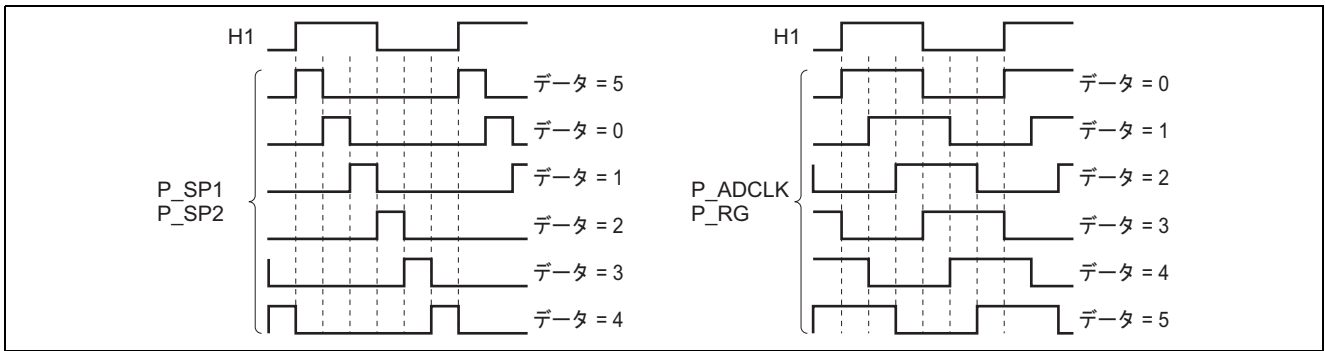 H1
データ = 5
データ = 0
データ = 1
データ = 2
データ = 3
データ = 4
P_SP1
P_SP2
H1
データ = 0
データ = 1
データ = 2
データ = 3
データ = 4
データ = 5
P_ADCLK
P_RG